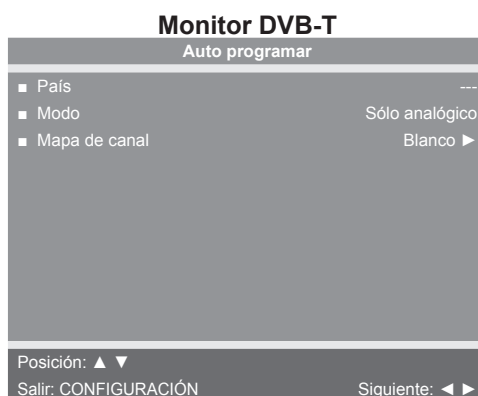 Monitor DVB-T
Auto programar
■ País ---
■ Modo Sólo analógico
■ Mapa de canal Blanco ►
Posición: ▲ ▼
Salir: CONFIGURACIÓN Siguiente: ◄ ►